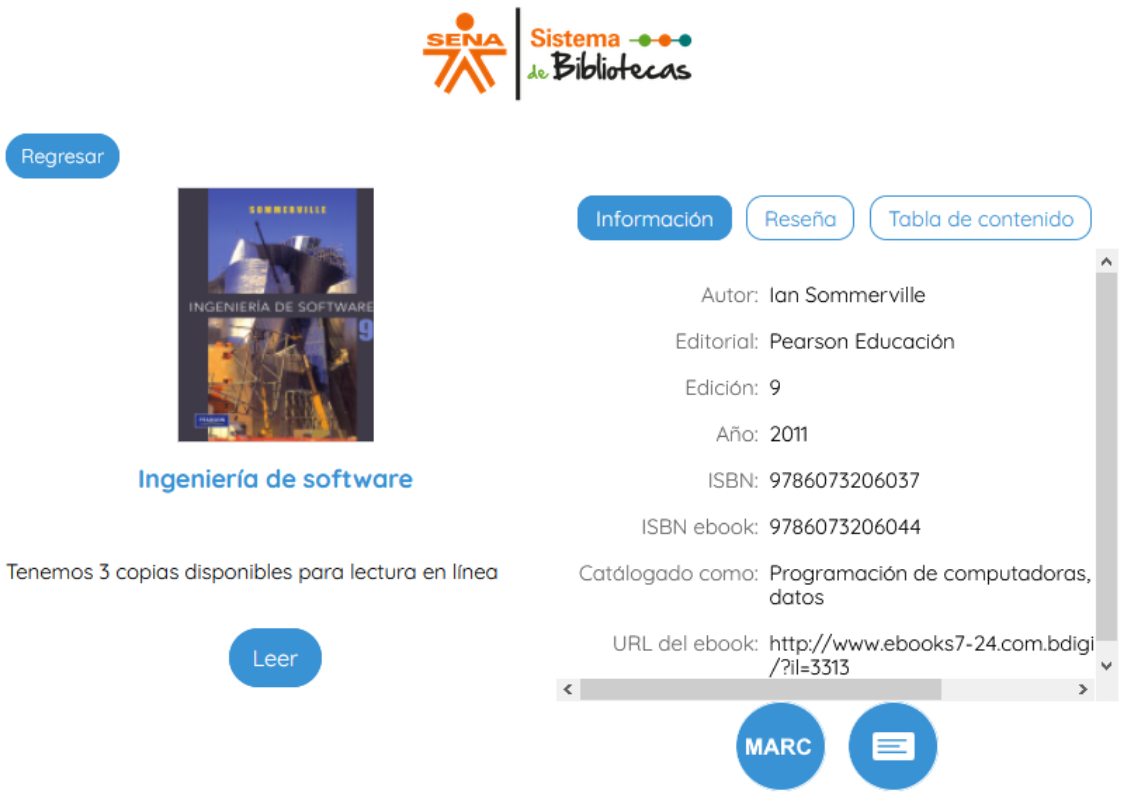 SENA
Sistema
de Bibliotecas
Regresar
SOMMERVILLE
INGENIERÍA DE SOFTWARE
9
PEARSON
Ingeniería de software
Tenemos 3 copias disponibles para lectura en línea
Leer
Información
Reseña
Tabla de contenido
Autor: Ian Sommerville
Editorial: Pearson Educación
Edición: 9
Año: 2011
ISBN: 9786073206037
ISBN ebook: 9786073206044
Catálogado como: Programación de computadoras,
datos
URL del ebook: http://www.ebooks7-24.com.bdigi
/?il=3313
MARC